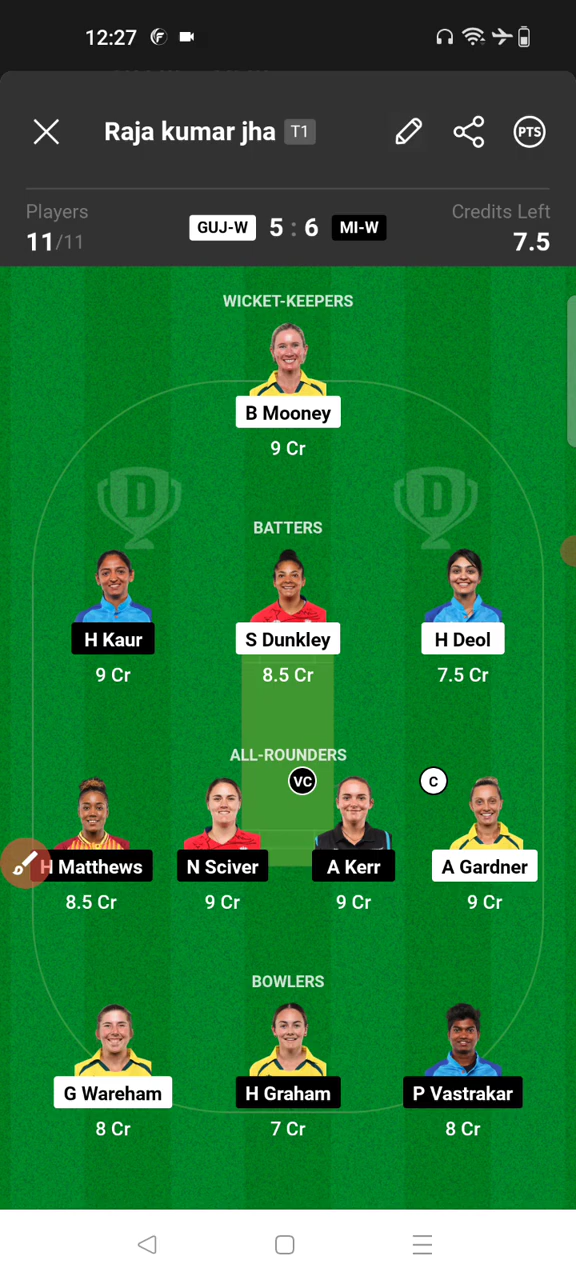 12:27
Raja kumar jha T1 PTS
Players Credits Left
11/11 GUJ-W 5 : 6 MI-W 7.5
WICKET-KEEPERS
B Mooney
9 Cr
D D
BATTERS
H Kaur S Dunkley H Deol
9 Cr 8.5 Cr 7.5 Cr
ALL-ROUNDERS
VC C
H Matthews N Sciver A Kerr A Gardner
8.5 Cr 9 Cr 9 Cr 9 Cr
BOWLERS
G Wareham H Graham P Vastrakar
8 Cr 7 Cr 8 Cr